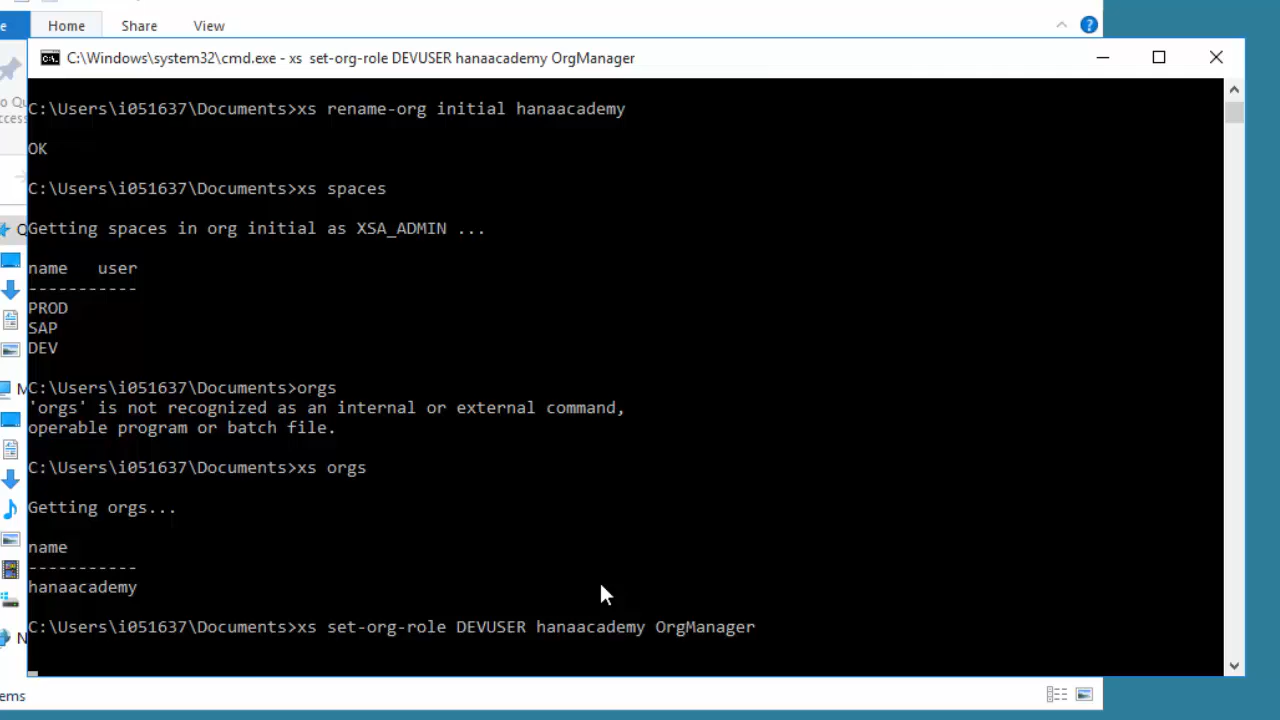 e Home Share View
C:\Windows\system32\cmd.exe - xs set-org-role DEVUSER hanaacademy OrgManager
C:\Users\i051637\Documents>xs rename-org initial hanaacademy
o Qu
ccess
OK
C:\Users\i051637\Documents>xs spaces
Q
Getting spaces in org initial as XSA_ADMIN ...
name user
-----------
PROD
SAP
DEV
M
C:\Users\i051637\Documents>orgs
'orgs' is not recognized as an internal or external command,
operable program or batch file.
C:\Users\i051637\Documents>xs orgs
Getting orgs...
name
-----------
hanaacademy
N
C:\Users\i051637\Documents>xs set-org-role DEVUSER hanaacademy OrgManager
ems